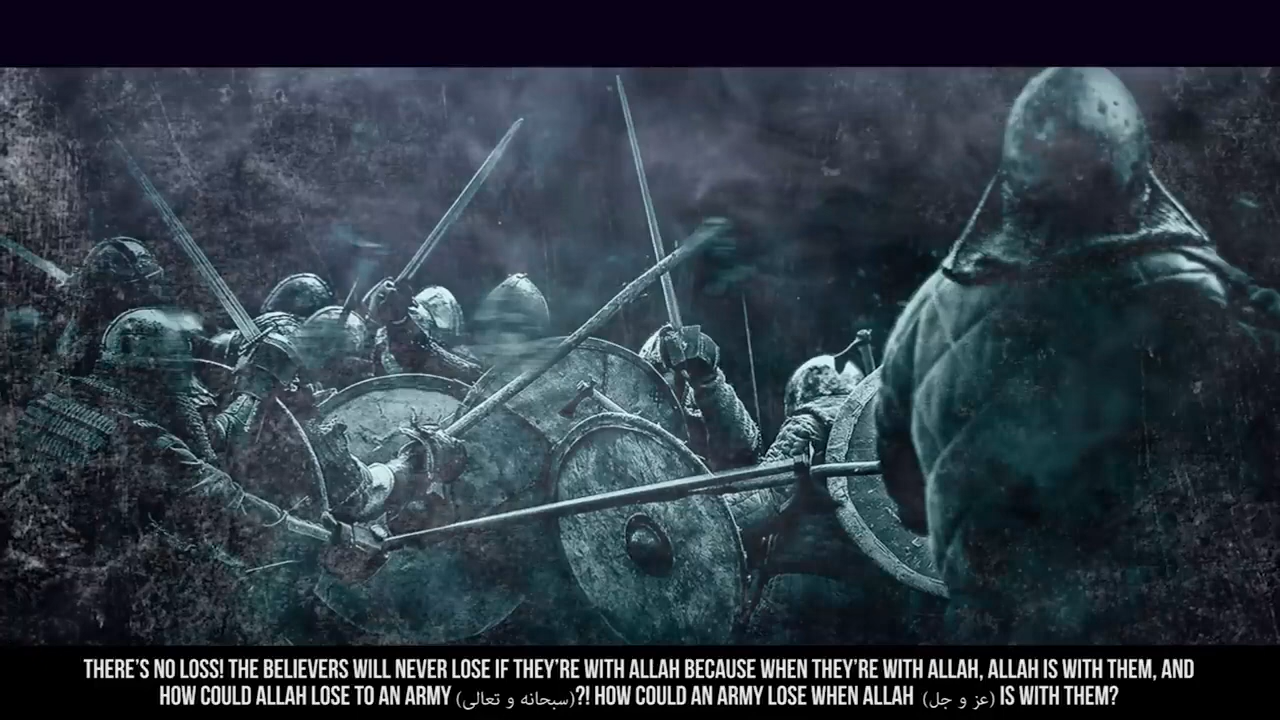 THERE'S NO LOSS! THE BELIEVERS WILL NEVER LOSE IF THEY'RE WITH ALLAH BECAUSE WHEN THEY'RE WITH ALLAH, ALLAH IS WITH THEM, AND
HOW COULD ALLAH LOSE TO AN ARMY (سبحانه و تعالى)?! HOW COULD AN ARMY LOSE WHEN ALLAH (عز و جل) IS WITH THEM?